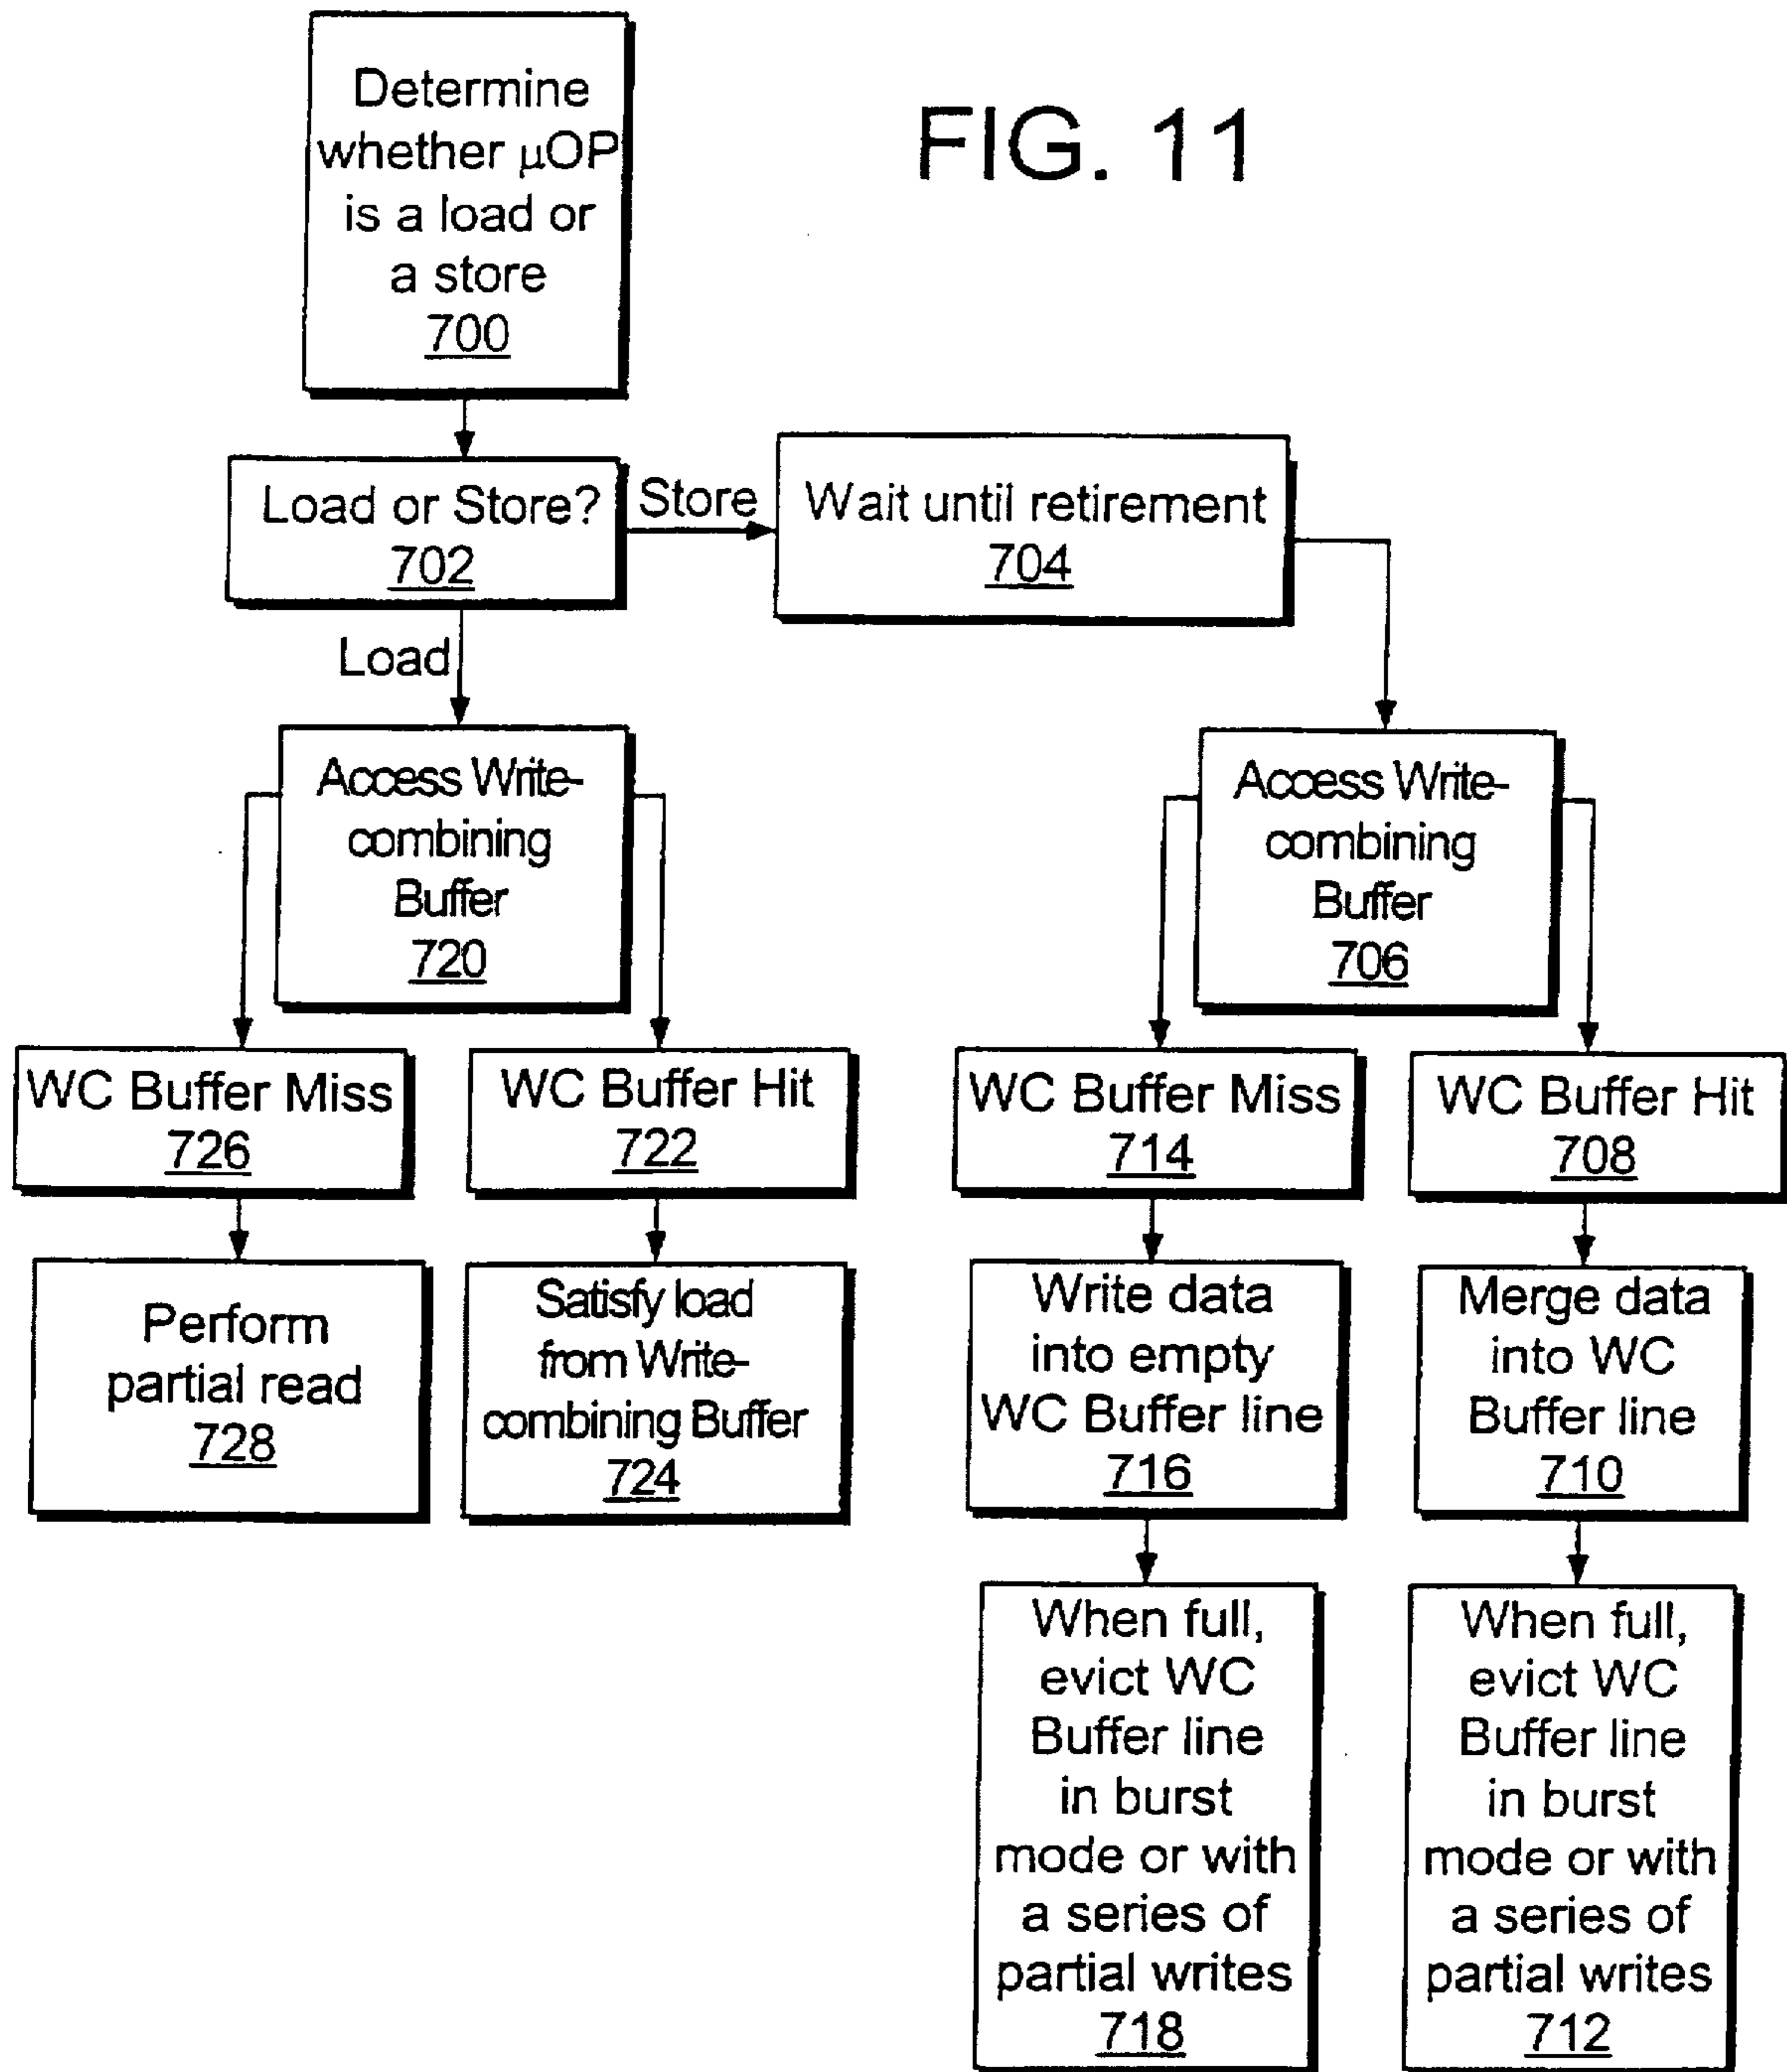 FIG. 11
Determine
whether µOP
is a load or
a store
700
Load or Store?
702
Store
Wait until retirement
704
Load
Access Write-
combining
Buffer
720
Access Write-
combining
Buffer
706
WC Buffer Miss
726
WC Buffer Hit
722
WC Buffer Miss
714
WC Buffer Hit
708
Perform
partial read
728
Satisfy load
from Write-
combining Buffer
724
Write data
into empty
WC Buffer line
716
Merge data
into WC
Buffer line
710
When full,
evict WC
Buffer line
in burst
mode or with
a series of
partial writes
718
When full,
evict WC
Buffer line
in burst
mode or with
a series of
partial writes
712